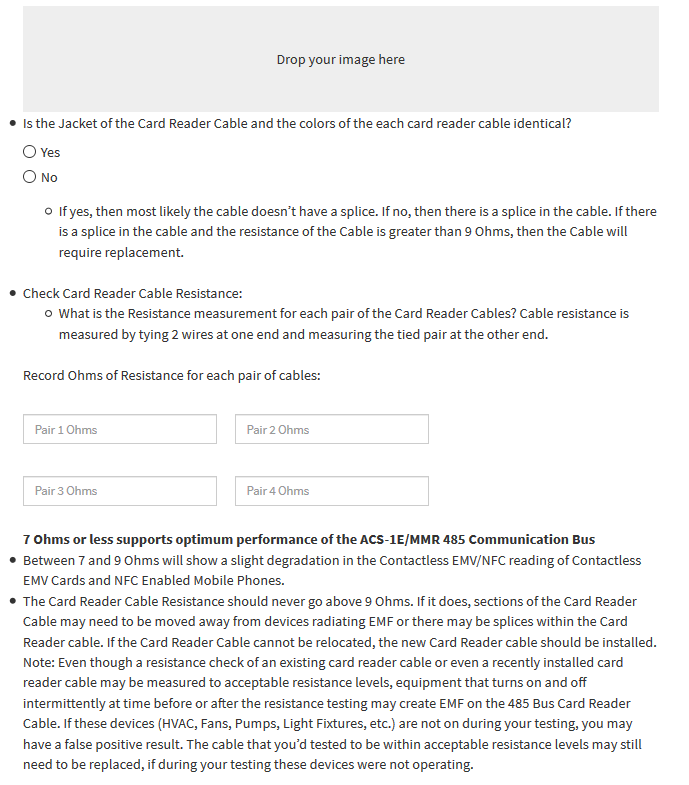 Drop your image here
Is the Jacket of the Card Reader Cable and the colors of the each card reader cable identical?
Yes
No
If yes, then most likely the cable doesn't have a splice. If no, then there is a splice in the cable. If there
is a splice in the cable and the resistance of the Cable is greater than 9 Ohms, then the Cable will
require replacement.
Check Card Reader Cable Resistance:
What is the Resistance measurement for each pair of the Card Reader Cables? Cable resistance is
measured by tying 2 wires at one end and measuring the tied pair at the other end.
Record Ohms of Resistance for each pair of cables:
Pair 1 Ohms
Pair 2 Ohms
Pair 3 Ohms
Pair 4 Ohms
7 Ohms or less supports optimum performance of the ACS-1E/MMR 485 Communication Bus
Between 7 and 9 Ohms will show a slight degradation in the Contactless EMV/NFC reading of Contactless
EMV Cards and NFC Enabled Mobile Phones.
The Card Reader Cable Resistance should never go above 9 Ohms. If it does, sections of the Card Reader
Cable may need to be moved away from devices radiating EMF or there may be splices within the Card
Reader cable. If the Card Reader Cable cannot be relocated, the new Card Reader cable should be installed.
Note: Even though a resistance check of an existing card reader cable or even a recently installed card
reader cable may be measured to acceptable resistance levels, equipment that turns on and off
intermittently at time before or after the resistance testing may create EMF on the 485 Bus Card Reader
Cable. If these devices (HVAC, Fans, Pumps, Light Fixtures, etc.) are not on during your testing, you may
have a false positive result. The cable that you'd tested to be within acceptable resistance levels may still
need to be replaced, if during your testing these devices were not operating.